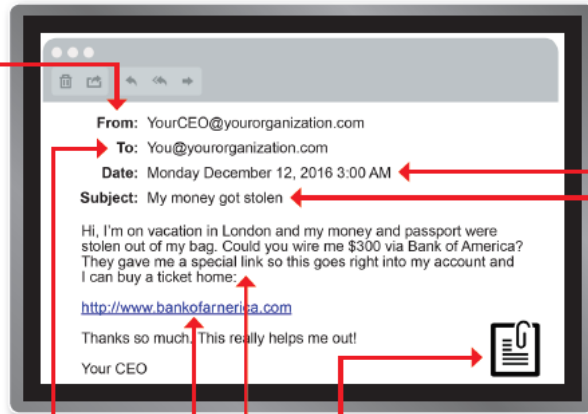 From: YourCEO@yourorganization.com
To: You@yourorganization.com
Date: Monday December 12, 2016 3:00 AM
Subject: My money got stolen
Hi, I'm on vacation in London and my money and passport were
stolen out of my bag. Could you wire me $300 via Bank of America?
They gave me a special link so this goes right into my account and
I can buy a ticket home:
http://www.bankofarnerica.com
Thanks so much. This really helps me out!
Your CEO